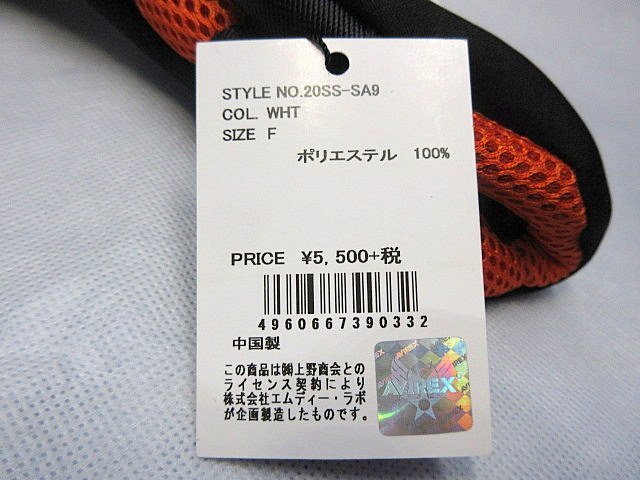 STYLE NO.20SS-SA9
COL. WHT
SIZE F
ポリエステル 100%
PRICE ¥5,500+税
4960667390332
中国製
この商品は㈱上野商会との
ライセンス契約により
株式会社エムディー・ラボ
が企画製造したものです。
AVIREX
AVIREX